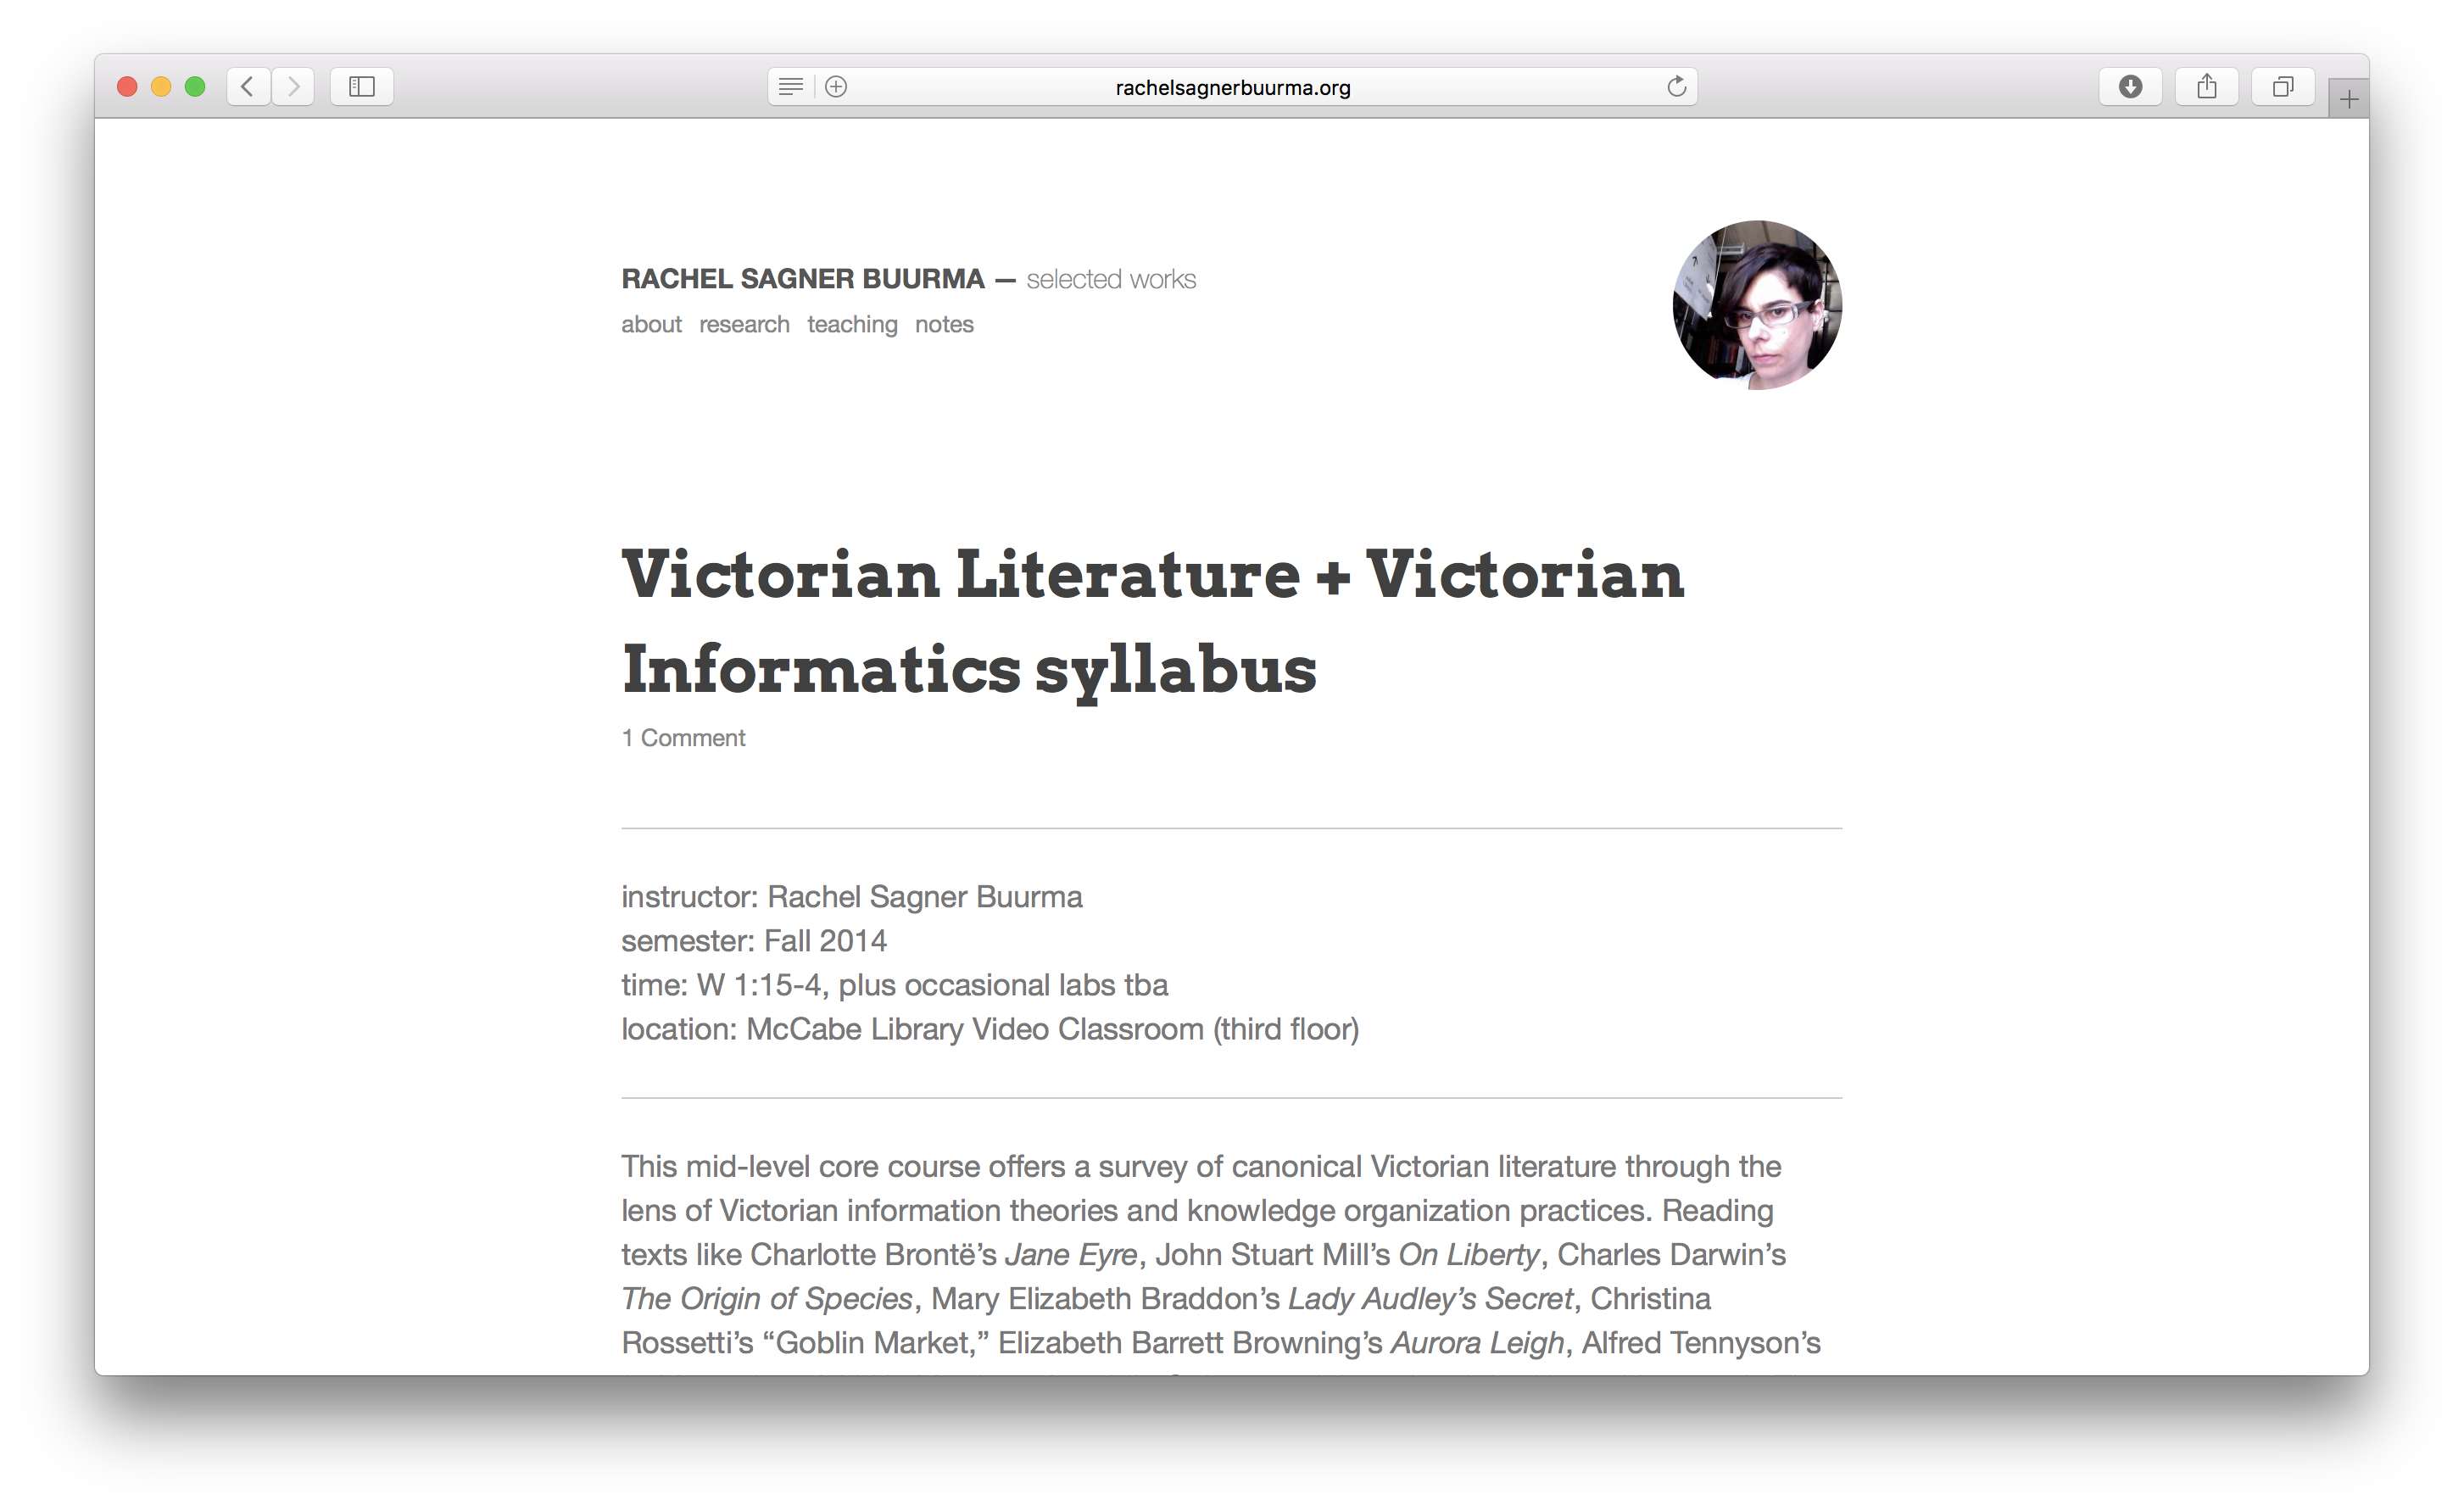 rachelsagnerbuurma.org
RACHEL SAGNER BUURMA — selected works
about research teaching notes
Victorian Literature + Victorian
Informatics syllabus
1 Comment
instructor: Rachel Sagner Buurma
semester: Fall 2014
time: W 1:15-4, plus occasional labs tba
location: McCabe Library Video Classroom (third floor)
This mid-level core course offers a survey of canonical Victorian literature through the
lens of Victorian information theories and knowledge organization practices. Reading
texts like Charlotte Brontë’s Jane Eyre, John Stuart Mill’s On Liberty, Charles Darwin’s
The Origin of Species, Mary Elizabeth Braddon’s Lady Audley’s Secret, Christina
Rossetti’s “Goblin Market,” Elizabeth Barrett Browning’s Aurora Leigh, Alfred Tennyson’s